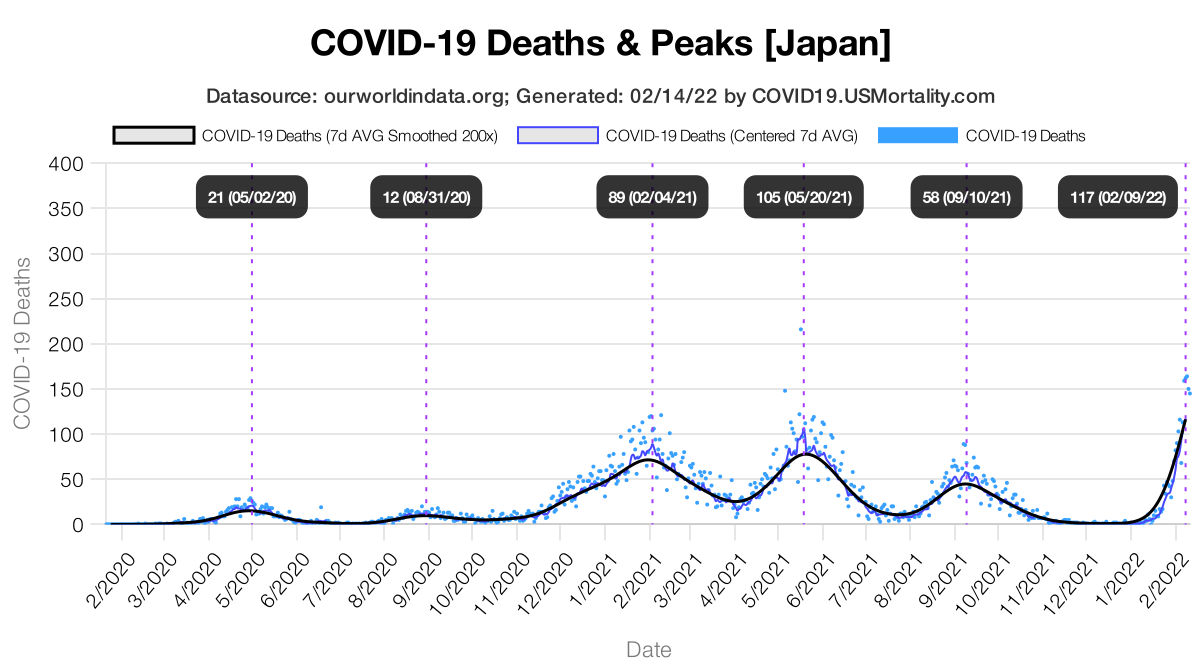 COVID-19 Deaths & Peaks [Japan]
Datasource: ourworldindata.org; Generated: 02/14/22 by COVID19.USMortality.com
COVID-19 Deaths (7d AVG Smoothed 200x) COVID-19 Deaths (Centered 7d AVG) COVID-19 Deaths
400
21 (05/02/20) 12 (08/31/20) 89 (02/04/21) 105 (05/20/21) 58 (09/10/21) 117 (02/09/22)
350
300
250
200
150
100
50
0
COVID-19 Deaths
2/2020 3/2020 4/2020 5/2020 6/2020 7/2020 8/2020 9/2020 10/2020 11/2020 12/2020 1/2021 2/2021 3/2021 4/2021 5/2021 6/2021 7/2021 8/2021 9/2021 10/2021 11/2021 12/2021 1/2022 2/2022
Date